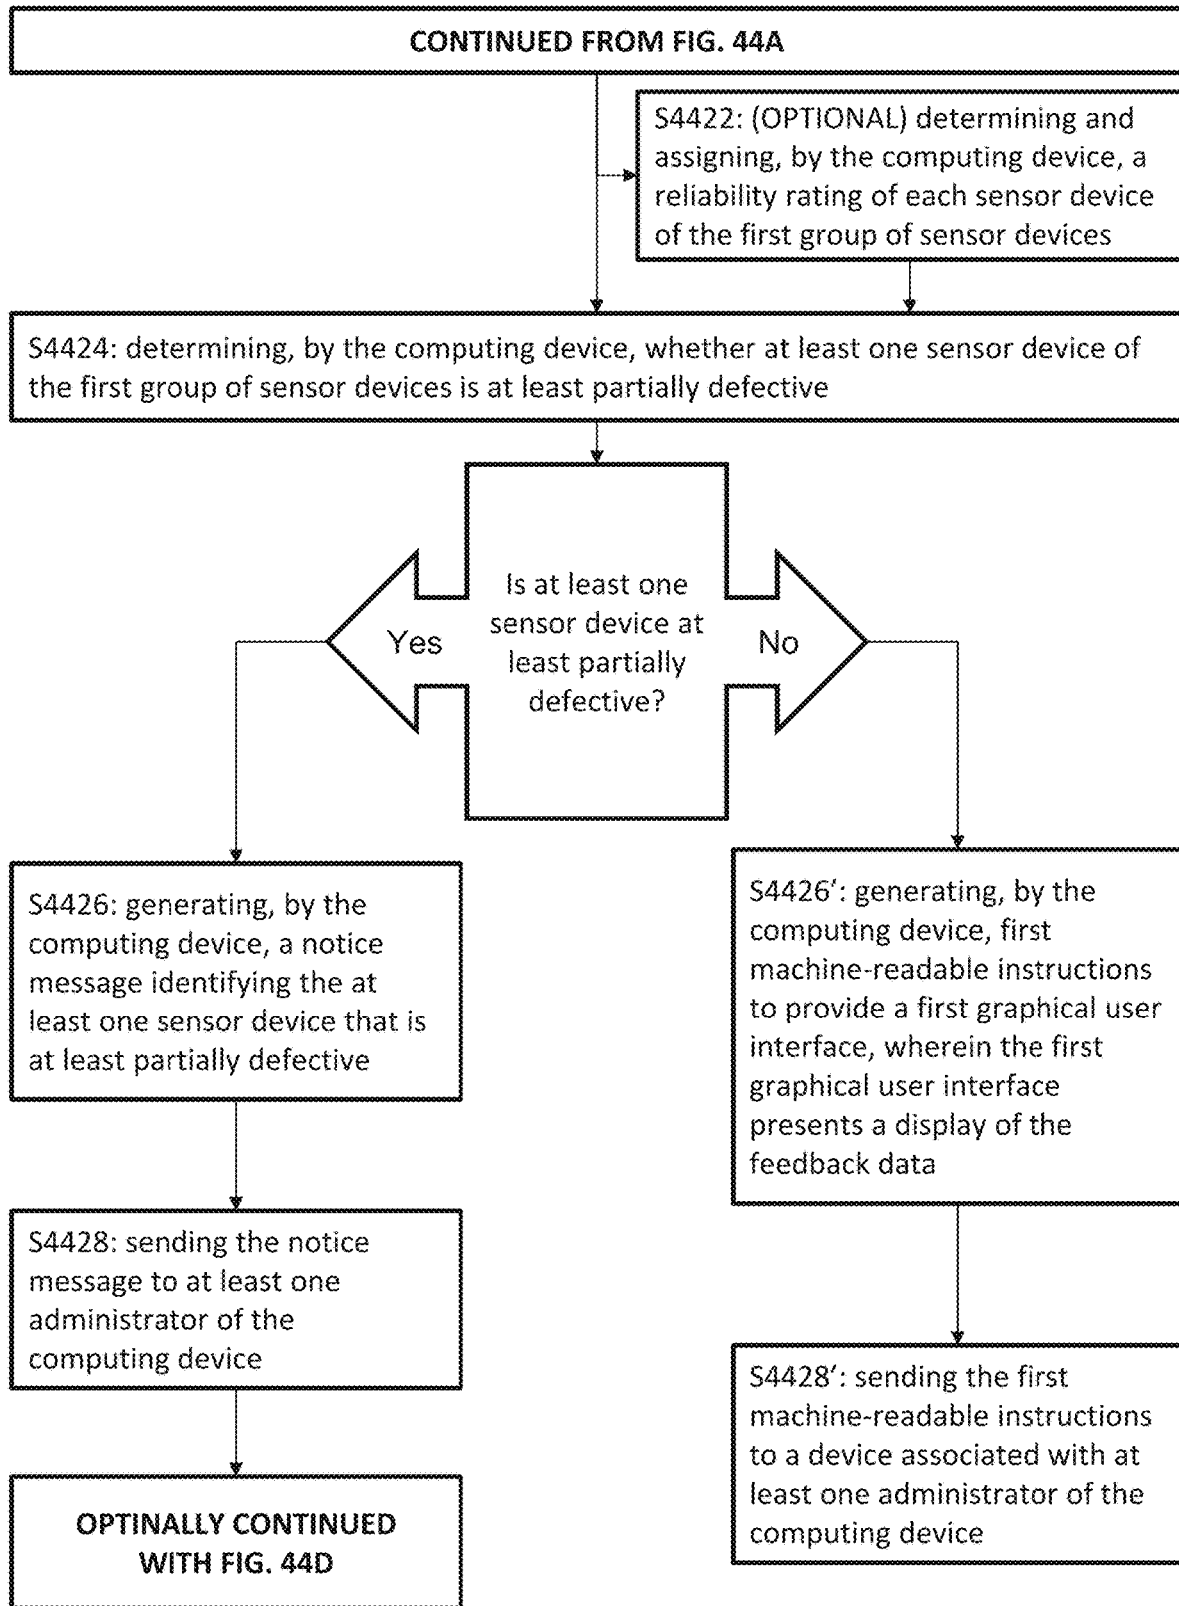 CONTINUED FROM FIG. 44A
S4422: (OPTIONAL) determining and
assigning, by the computing device, a
reliability rating of each sensor device
of the first group of sensor devices
S4424: determining, by the computing device, whether at least one sensor device of
the first group of sensor devices is at least partially defective
Is at least one
sensor device at
least partially
defective?
Yes
No
S4426: generating, by the
computing device, a notice
message identifying the at
least one sensor device that is
at least partially defective
S4426′: generating, by the
computing device, first
machine-readable instructions
to provide a first graphical user
interface, wherein the first
graphical user interface
presents a display of the
feedback data
S4428: sending the notice
message to at least one
administrator of the
computing device
S4428′: sending the first
machine-readable instructions
to a device associated with at
least one administrator of the
computing device
OPTINALLY CONTINUED
WITH FIG. 44D